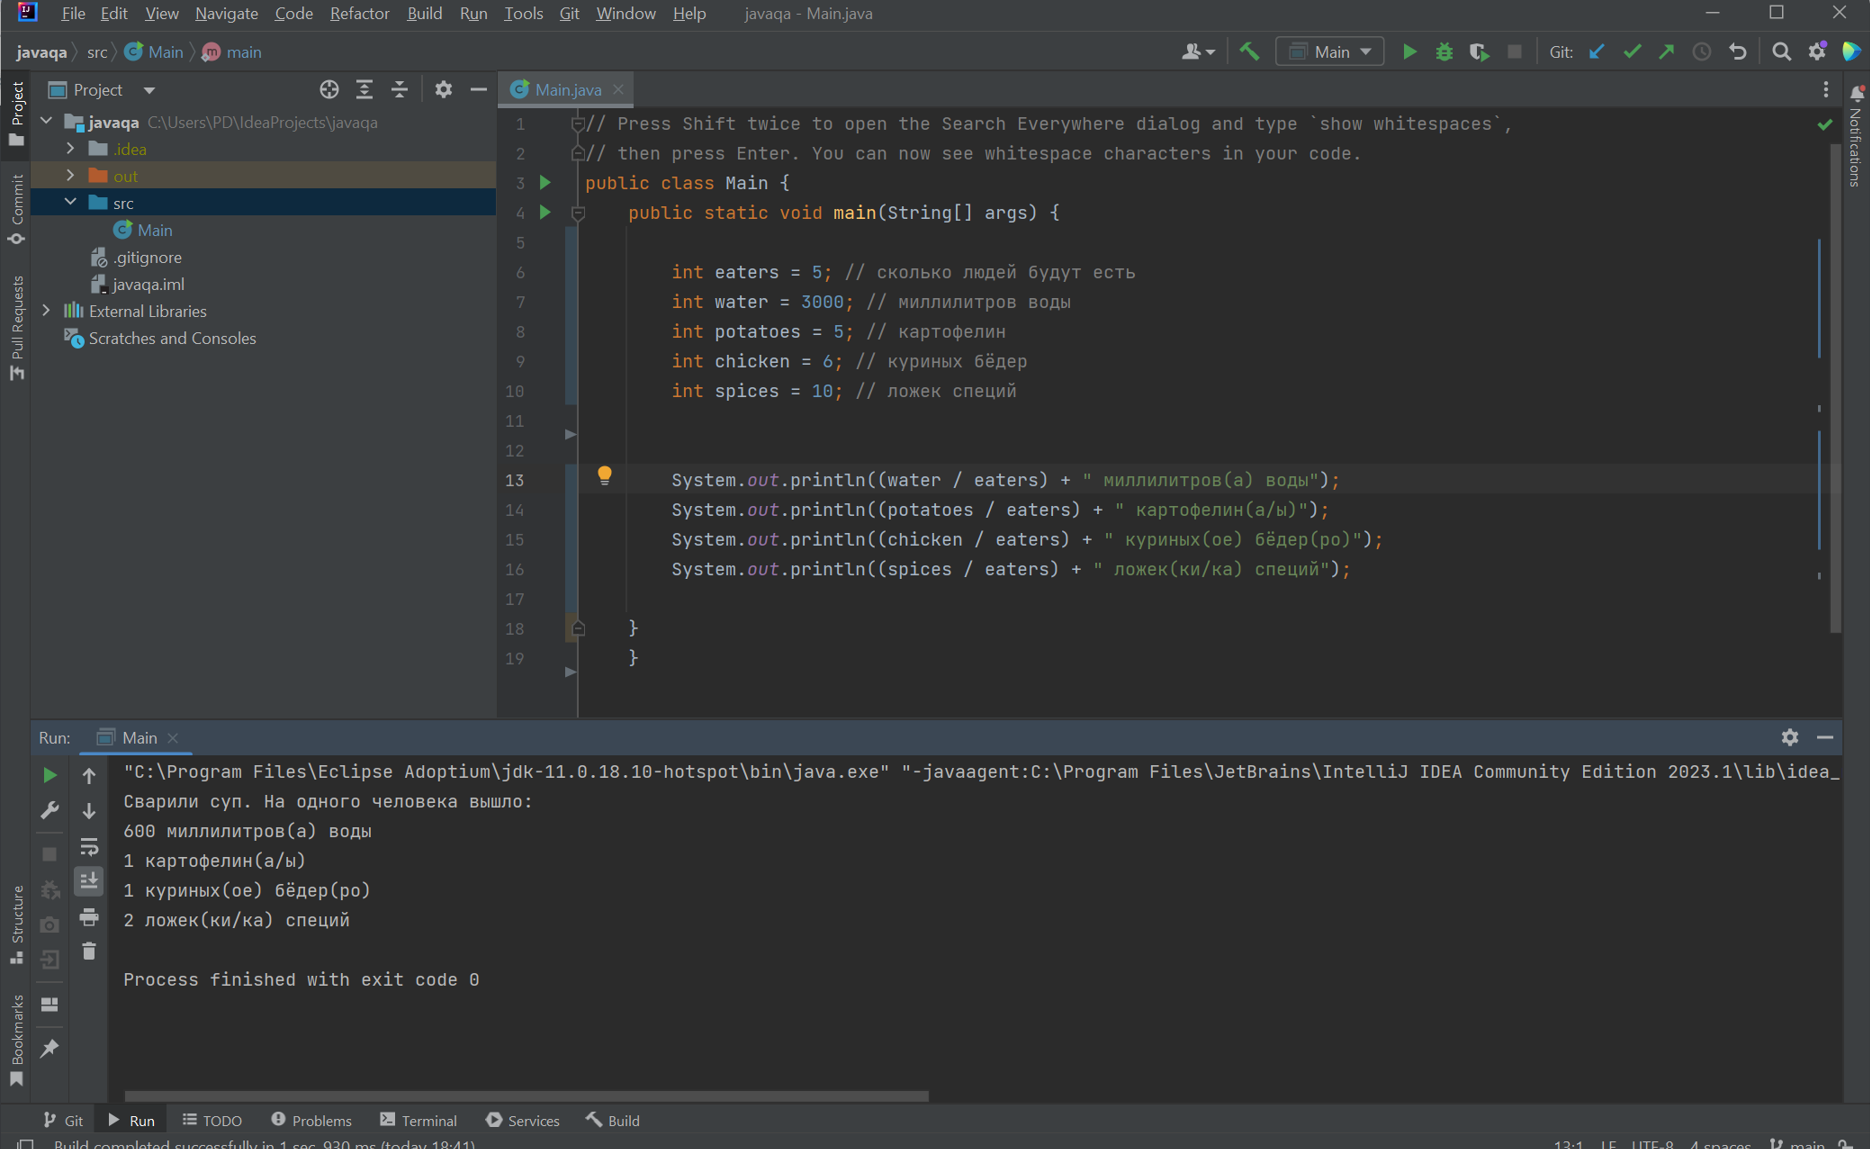 File Edit View Navigate Code Refactor Build Run Tools Git Window Help javaqa - Main.java
javaqa src Main main
Main Git:
Project
Main.java
javaqa C:\Users\PD\IdeaProjects\javaqa
.idea
out
src
Main
.gitignore
javaqa.iml
External Libraries
Scratches and Consoles
Project
Commit
Pull Requests
Notifications
1 // Press Shift twice to open the Search Everywhere dialog and type `show whitespaces`,
2 // then press Enter. You can now see whitespace characters in your code.
3 public class Main {
4 public static void main(String[] args) {
5
6 int eaters = 5; // сколько людей будут есть
7 int water = 3000; // миллилитров воды
8 int potatoes = 5; // картофелин
9 int chicken = 6; // куриных бёдер
10 int spices = 10; // ложек специй
11
12
13 System.out.println((water / eaters) + " миллилитров(а) воды");
14 System.out.println((potatoes / eaters) + " картофелин(а/ы)");
15 System.out.println((chicken / eaters) + " куриных(ое) бёдер(ро)");
16 System.out.println((spices / eaters) + " ложек(ки/ка) специй");
17
18 }
19 }
Run: Main
"C:\Program Files\Eclipse Adoptium\jdk-11.0.18.10-hotspot\bin\java.exe" "-javaagent:C:\Program Files\JetBrains\IntelliJ IDEA Community Edition 2023.1\lib\idea_
Сварили суп. На одного человека вышло:
600 миллилитров(а) воды
1 картофелин(а/ы)
1 куриных(ое) бёдер(ро)
2 ложек(ки/ка) специй
Process finished with exit code 0
Structure
Bookmarks
Git Run TODO Problems Terminal Services Build
Build completed successfully in 1 sec, 930 ms (today 18:41) 13:1 LF UTF-8 4 spaces main